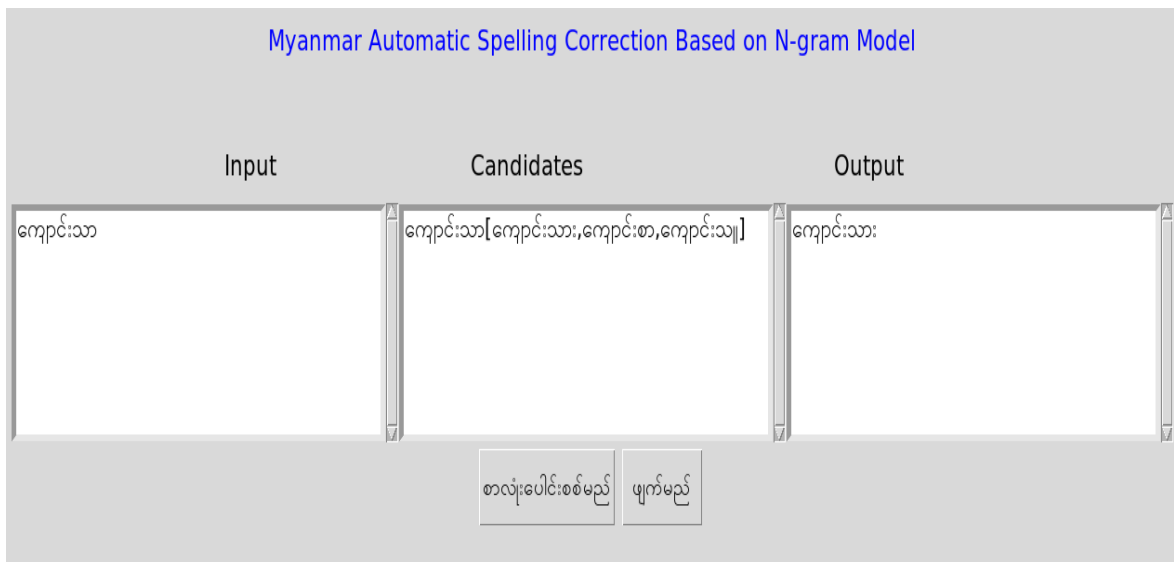 Myanmar Automatic Spelling Correction Based on N-gram Model
Input Candidates Output
ကျောင်းသာ ကျောင်းသာ[ကျောင်းသား,ကျောင်းစာ,ကျောင်းသူ] ကျောင်းသား
စာလုံးပေါင်းစစ်မည် ဖျက်မည်